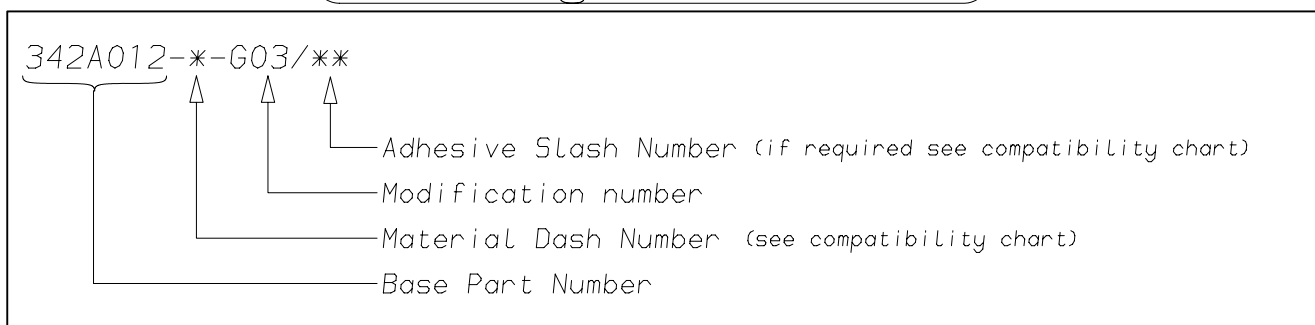 342A012-*-G03/**
Adhesive Slash Number (if required see compatibility chart)
Modification number
Material Dash Number (see compatibility chart)
Base Part Number